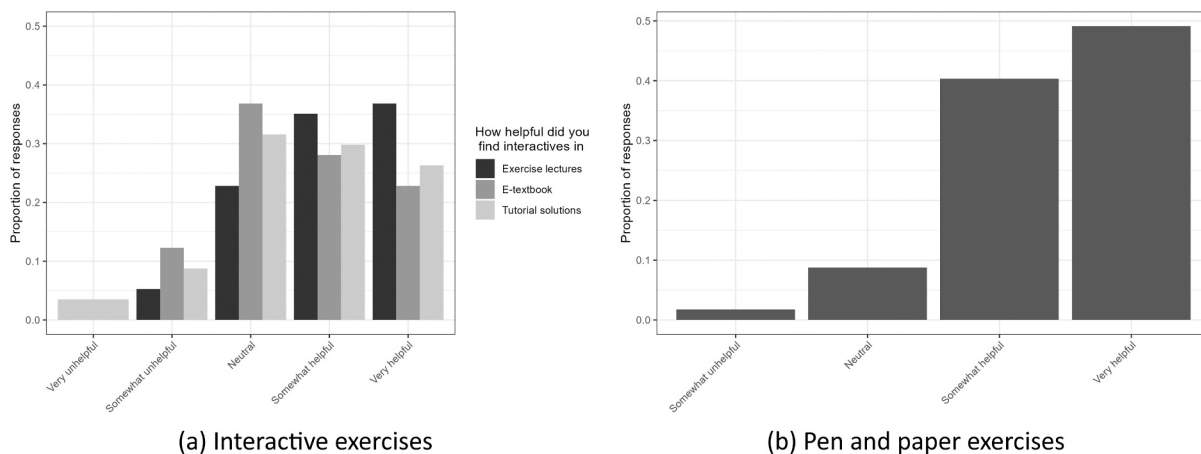 0.5
0.4
0.3
0.2
0.1
0.0
Proportion of responses
Very unhelpful
Somewhat unhelpful
Neutral
Somewhat helpful
Very helpful
How helpful did you
find interactives in
Exercise lectures
E-textbook
Tutorial solutions
(a) Interactive exercises
0.5
0.4
0.3
0.2
0.1
0.0
Proportion of responses
Somewhat unhelpful
Neutral
Somewhat helpful
Very helpful
(b) Pen and paper exercises